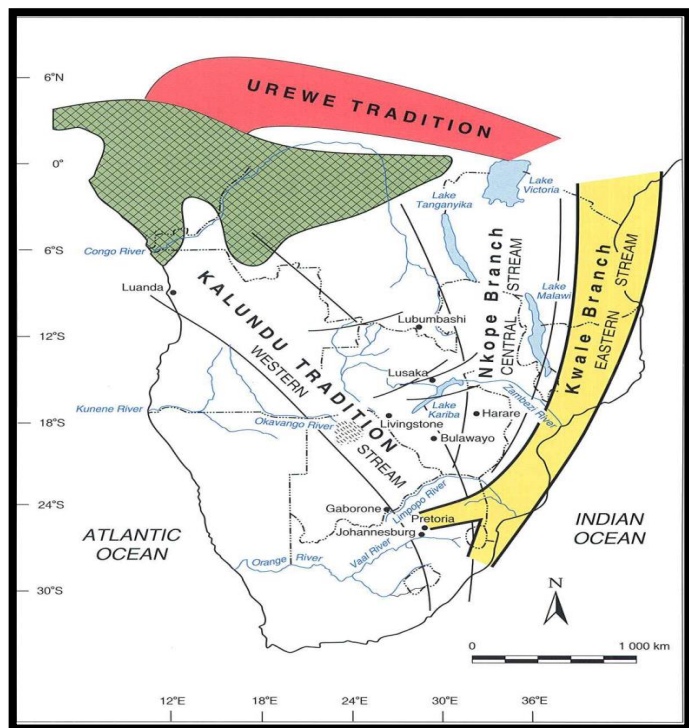 6°N
0°
6°S
12°S
18°S
24°S
30°S
UREWE TRADITION
Lake
Victoria
Lake
Tanganyika
Congo River
Luanda
KALUNDU TRADITION
WESTERN
STREAM
Nkope Branch
CENTRAL
STREAM
Kwale Branch
EASTERN
STREAM
Lubumbashi
Lake
Malawi
Lusaka
Zambezi River
Lake
Kariba
Harare
Kunene River
Okavango River
Livingstone
Bulawayo
Gaborone
Limpopo River
Pretoria
Johannesburg
Vaal River
Orange River
ATLANTIC
OCEAN
INDIAN
OCEAN
N
0
1 000 km
12°E
18°E
24°E
30°E
36°E